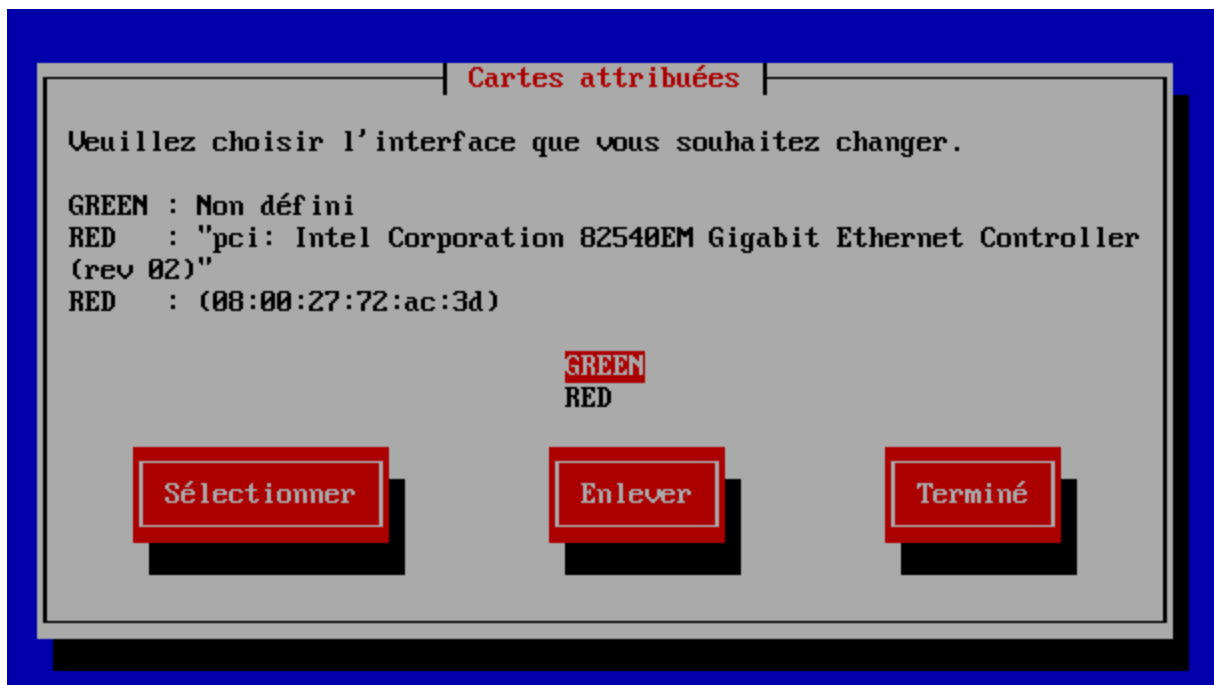 Cartes attribuées
Veuillez choisir l'interface que vous souhaitez changer.
GREEN : Non défini
RED : "pci: Intel Corporation 82540EM Gigabit Ethernet Controller
(rev 02)"
RED : (08:00:27:72:ac:3d)
GREEN
RED
Sélectionner Enlever Terminé